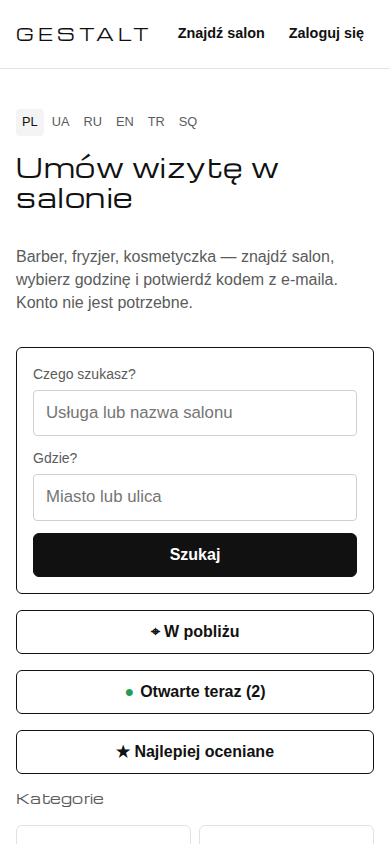 GESTALT Znajdź salon Zaloguj się
PL UA RU EN TR SQ
Umów wizytę w
salonie
Barber, fryzjer, kosmetyczka — znajdź salon,
wybierz godzinę i potwierdź kodem z e-maila.
Konto nie jest potrzebne.
Czego szukasz?
Usługa lub nazwa salonu
Gdzie?
Miasto lub ulica
Szukaj
⌖ W pobliżu
● Otwarte teraz (2)
★ Najlepiej oceniane
Kategorie